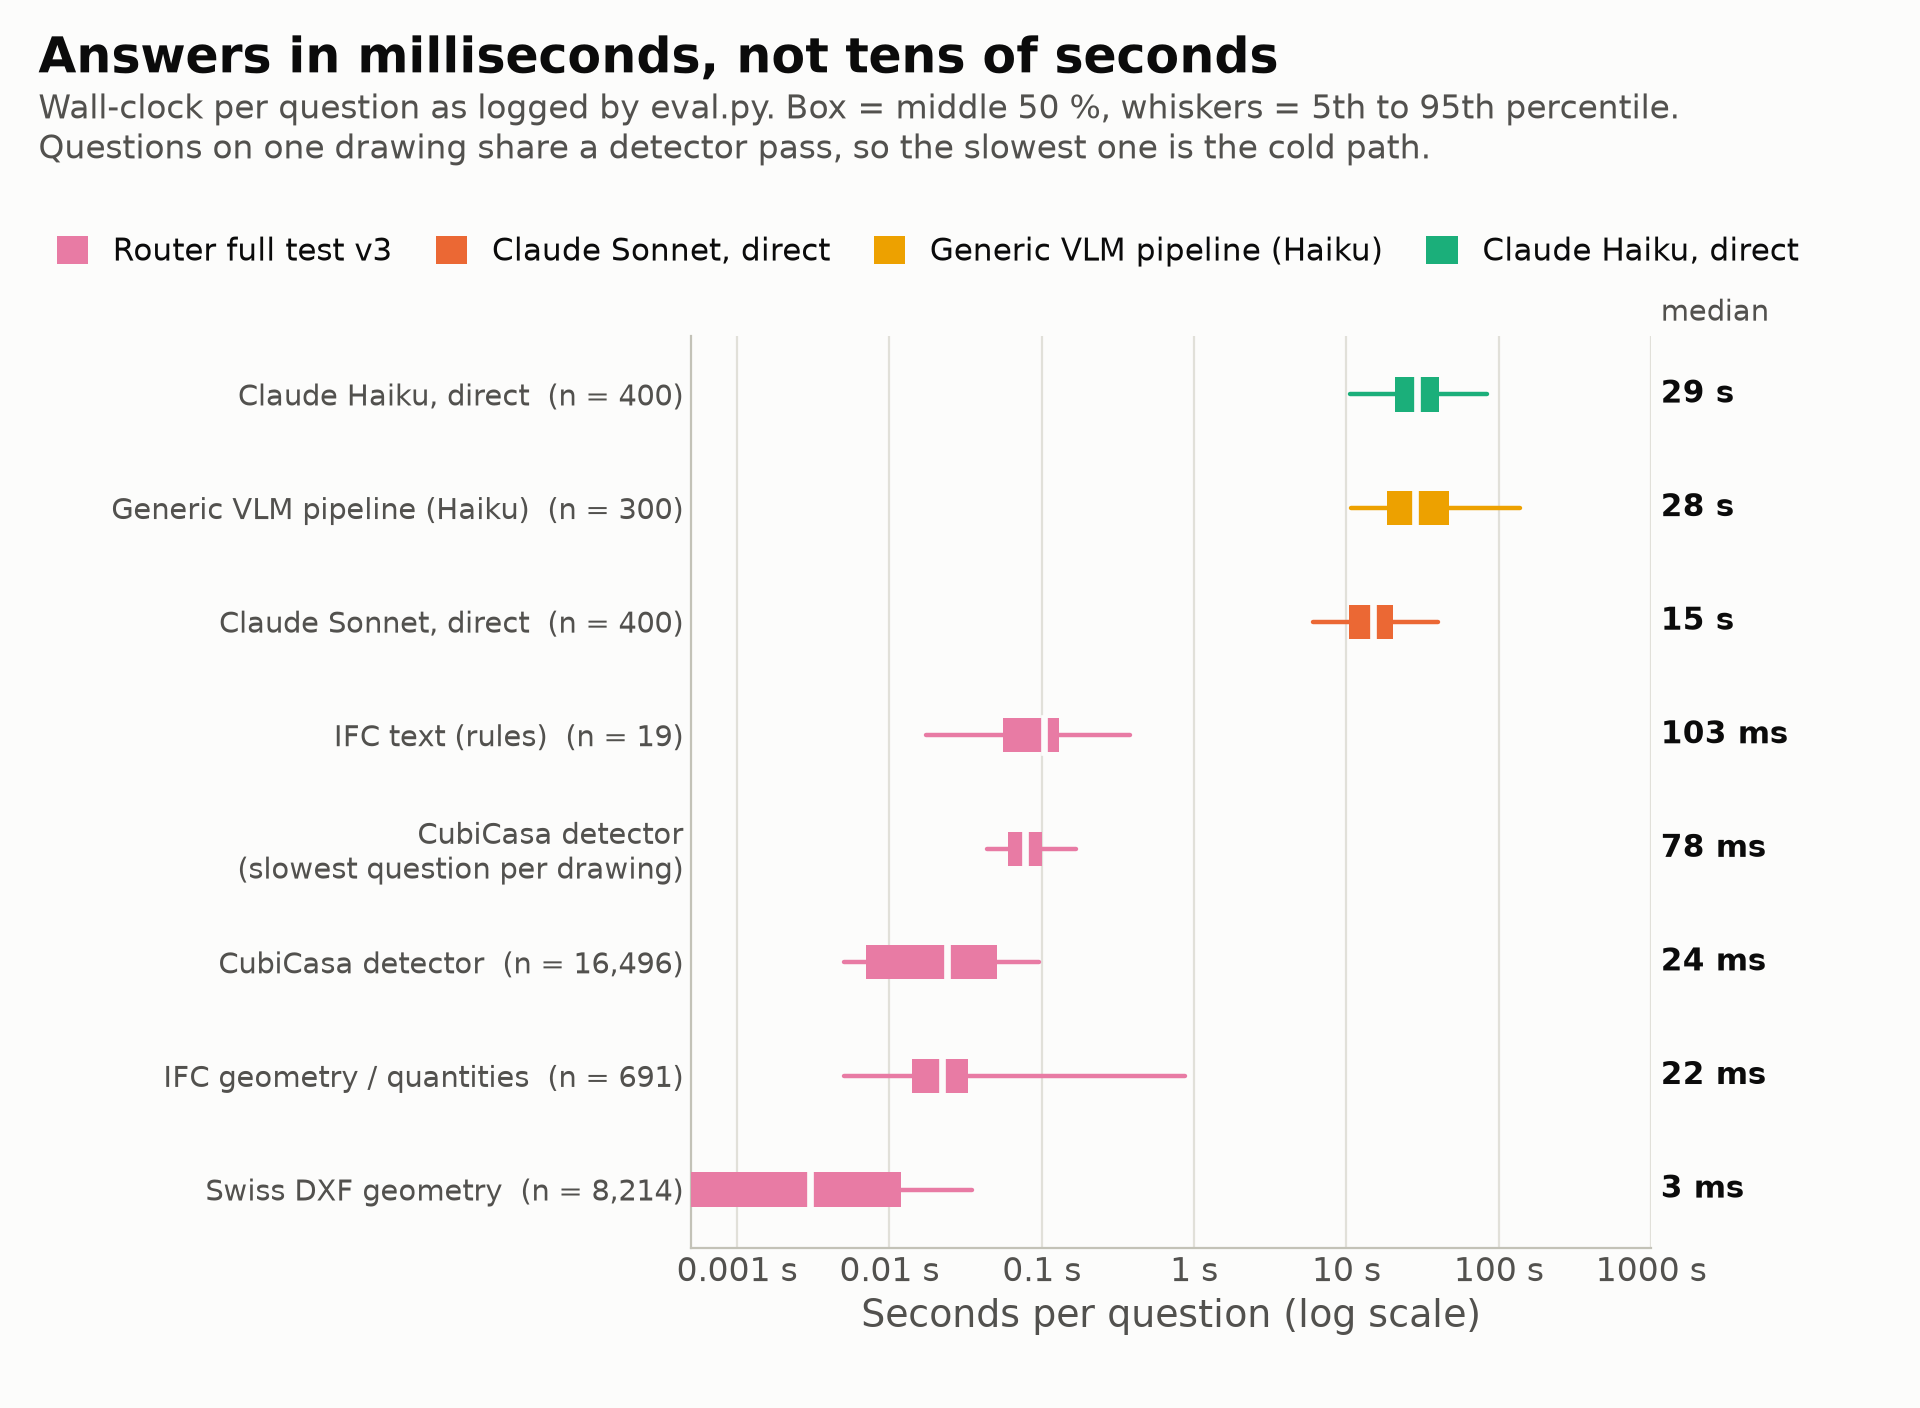 Answers in milliseconds, not tens of seconds
Wall-clock per question as logged by eval.py. Box = middle 50 %, whiskers = 5th to 95th percentile.
Questions on one drawing share a detector pass, so the slowest one is the cold path.
Router full test v3
Claude Sonnet, direct
Generic VLM pipeline (Haiku)
Claude Haiku, direct
median
Claude Haiku, direct (n = 400)
29 s
Generic VLM pipeline (Haiku) (n = 300)
28 s
Claude Sonnet, direct (n = 400)
15 s
IFC text (rules) (n = 19)
103 ms
CubiCasa detector
(slowest question per drawing)
78 ms
CubiCasa detector (n = 16,496)
24 ms
IFC geometry / quantities (n = 691)
22 ms
Swiss DXF geometry (n = 8,214)
3 ms
0.001 s
0.01 s
0.1 s
1 s
10 s
100 s
1000 s
Seconds per question (log scale)